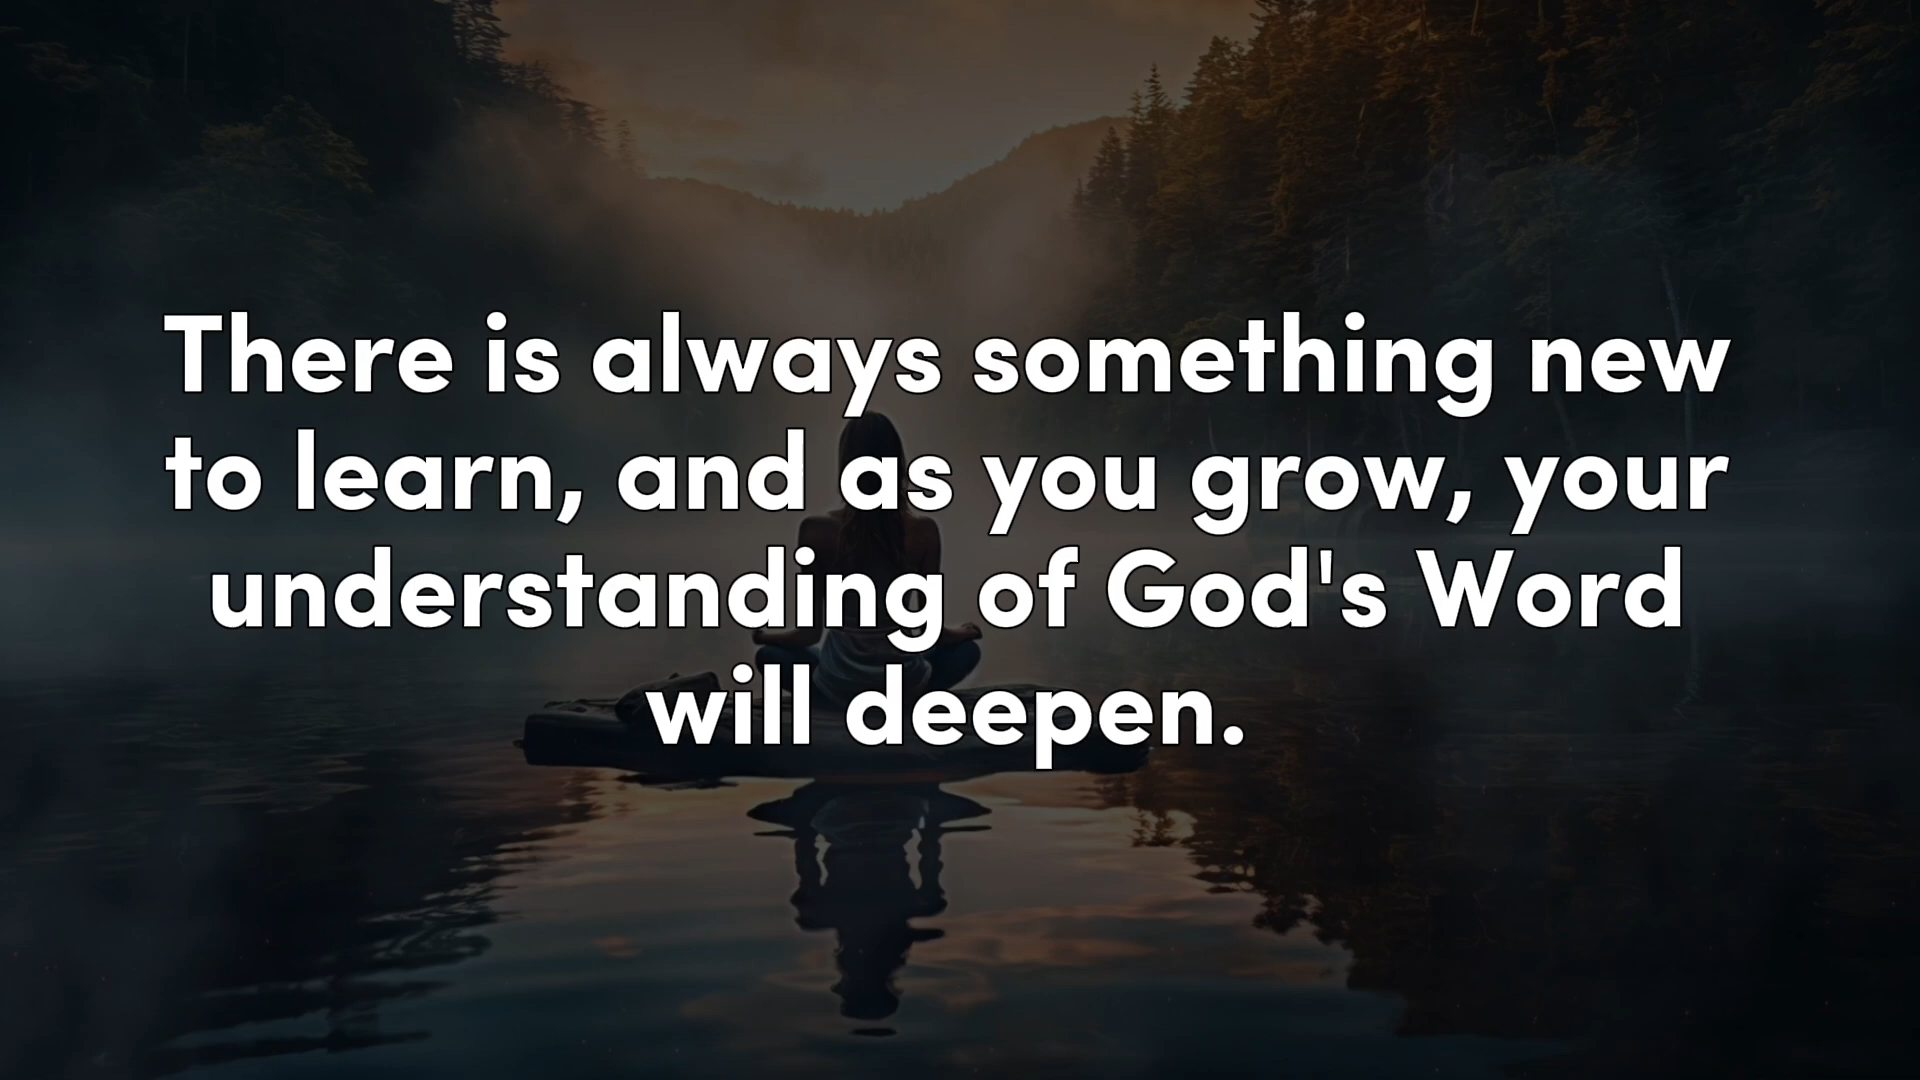 There is always something new
to learn, and as you grow, your
understanding of God's Word
will deepen.